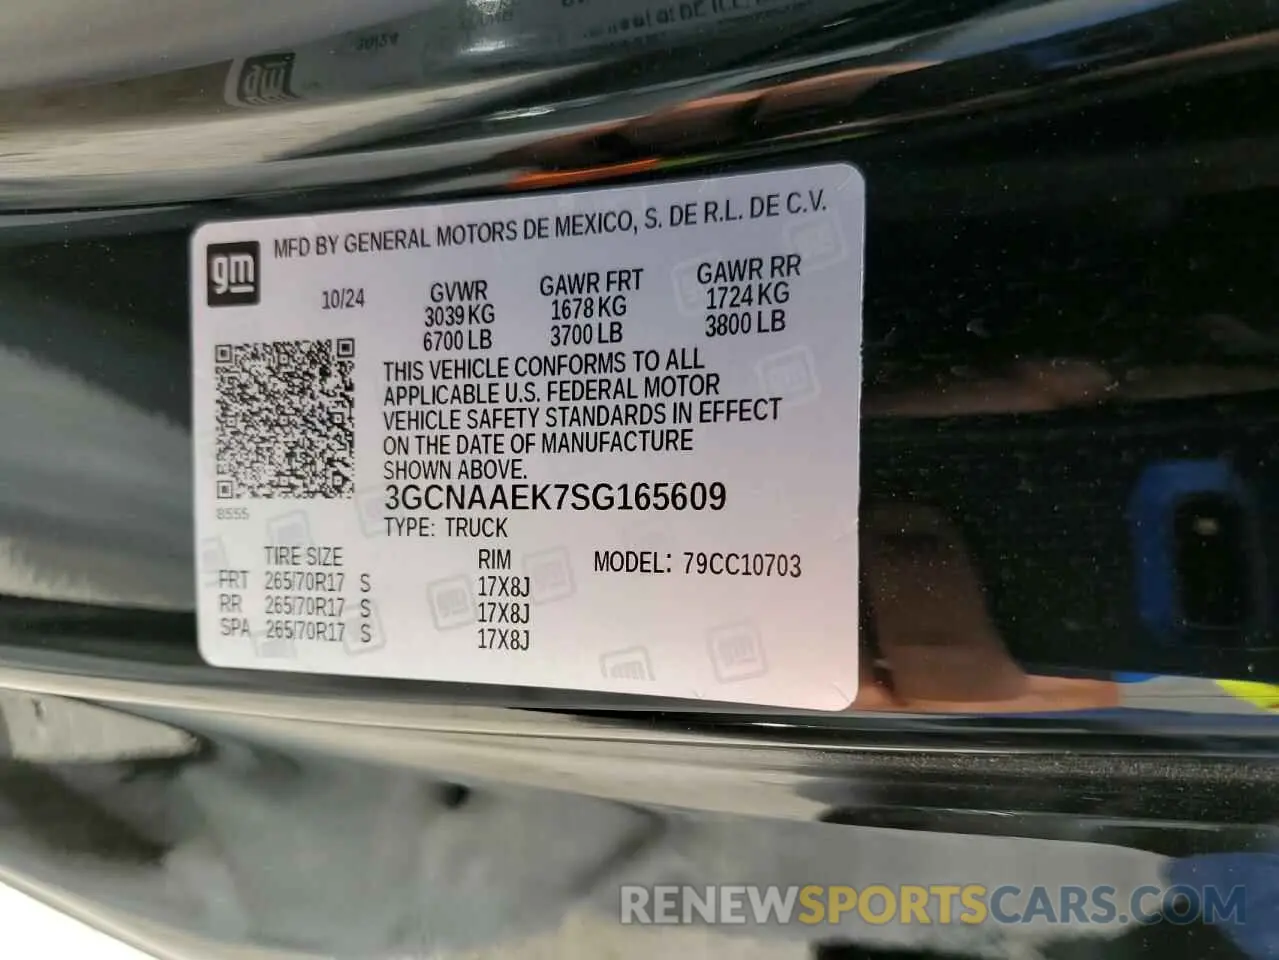 gm
MFD BY GENERAL MOTORS DE MEXICO, S. DE R.L. DE C.V.
10/24
GVWR GAWR FRT GAWR RR
3039 KG 1678 KG 1724 KG
6700 LB 3700 LB 3800 LB
THIS VEHICLE CONFORMS TO ALL
APPLICABLE U.S. FEDERAL MOTOR
VEHICLE SAFETY STANDARDS IN EFFECT
ON THE DATE OF MANUFACTURE
SHOWN ABOVE.
3GCNAAEK7SG165609
8555
TYPE: TRUCK
TIRE SIZE RIM MODEL: 79CC10703
FRT 265/70R17 S 17X8J
RR 265/70R17 S 17X8J
SPA 265/70R17 S 17X8J
RENEWSPORTSCARS.COM